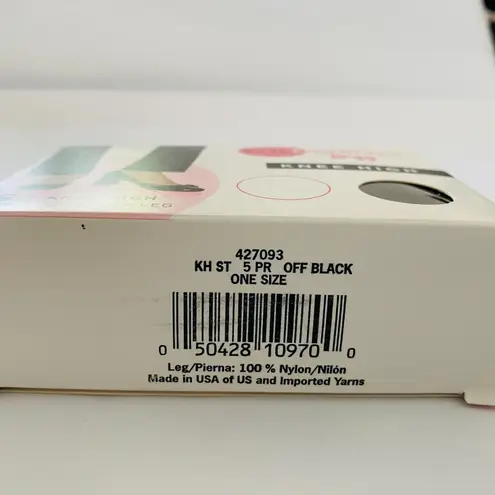 KNEE HIGH
LEG
427093
KH ST 5 PR OFF BLACK
ONE SIZE
0 50428 10970 0
Leg/Pierna: 100 % Nylon/Nilón
Made in USA of US and Imported Yarns